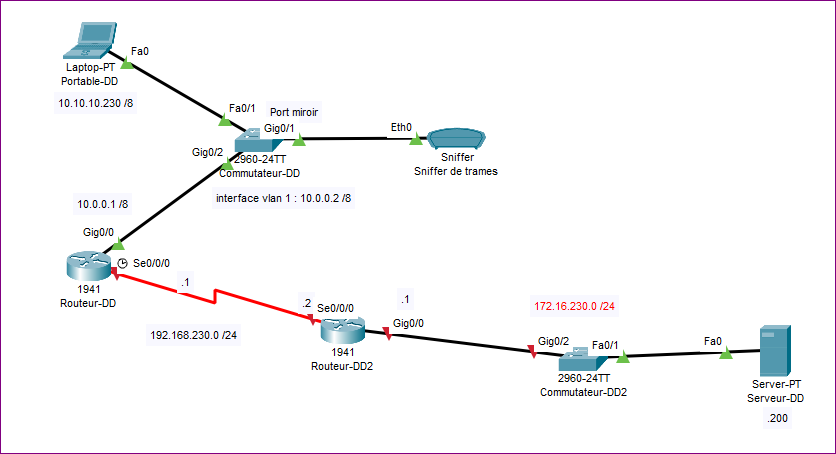 Fa0
Laptop-PT
Portable-DD
10.10.10.230 /8
Fa0/1
Port miroir
Gig0/1
Eth0
Gig0/2
2960-24TT
Commutateur-DD
Sniffer
Sniffer de trames
interface vlan 1 : 10.0.0.2 /8
10.0.0.1 /8
Gig0/0
Se0/0/0
1941
Routeur-DD
.1
192.168.230.0 /24
.2
Se0/0/0
.1
Gig0/0
1941
Routeur-DD2
172.16.230.0 /24
Gig0/2
Fa0/1
Fa0
2960-24TT
Commutateur-DD2
Server-PT
Serveur-DD
.200